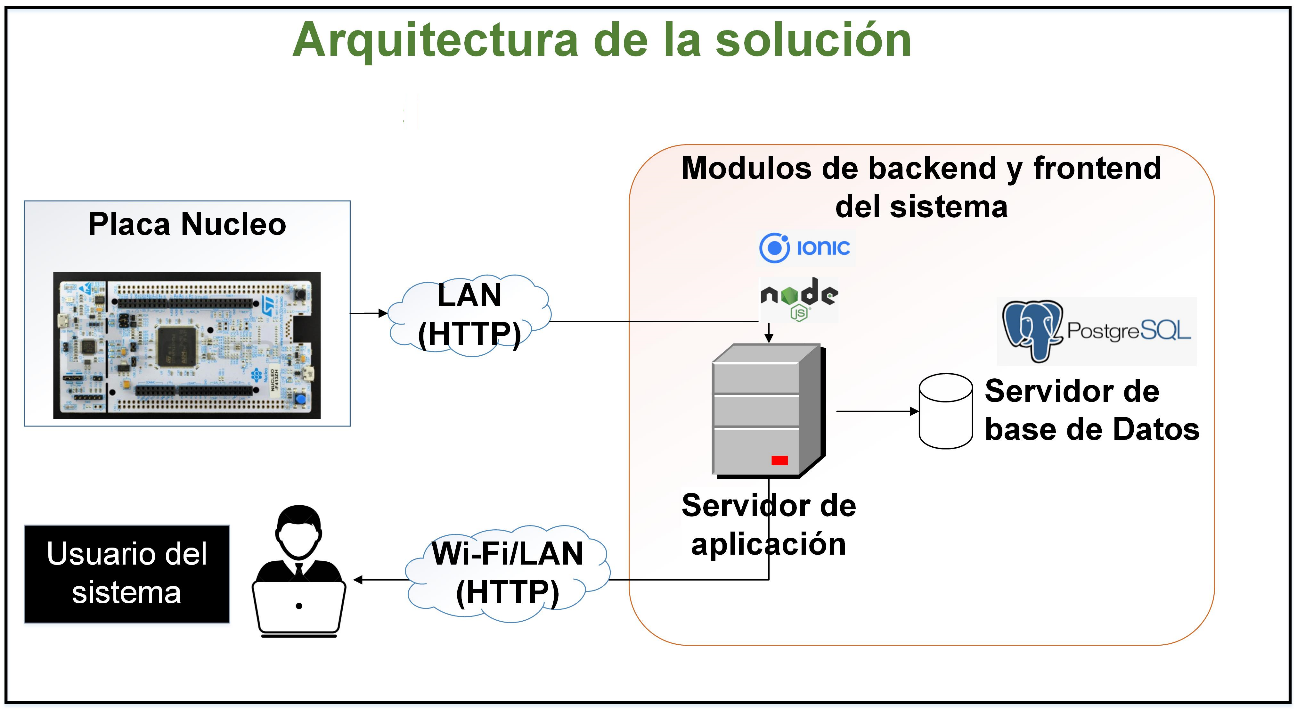 Arquitectura de la solución
Placa Nucleo
LAN
(HTTP)
Modulos de backend y frontend
del sistema
IONIC
node
JS
PostgreSQL
Servidor de
base de Datos
Servidor de
aplicación
Wi-Fi/LAN
(HTTP)
Usuario del
sistema